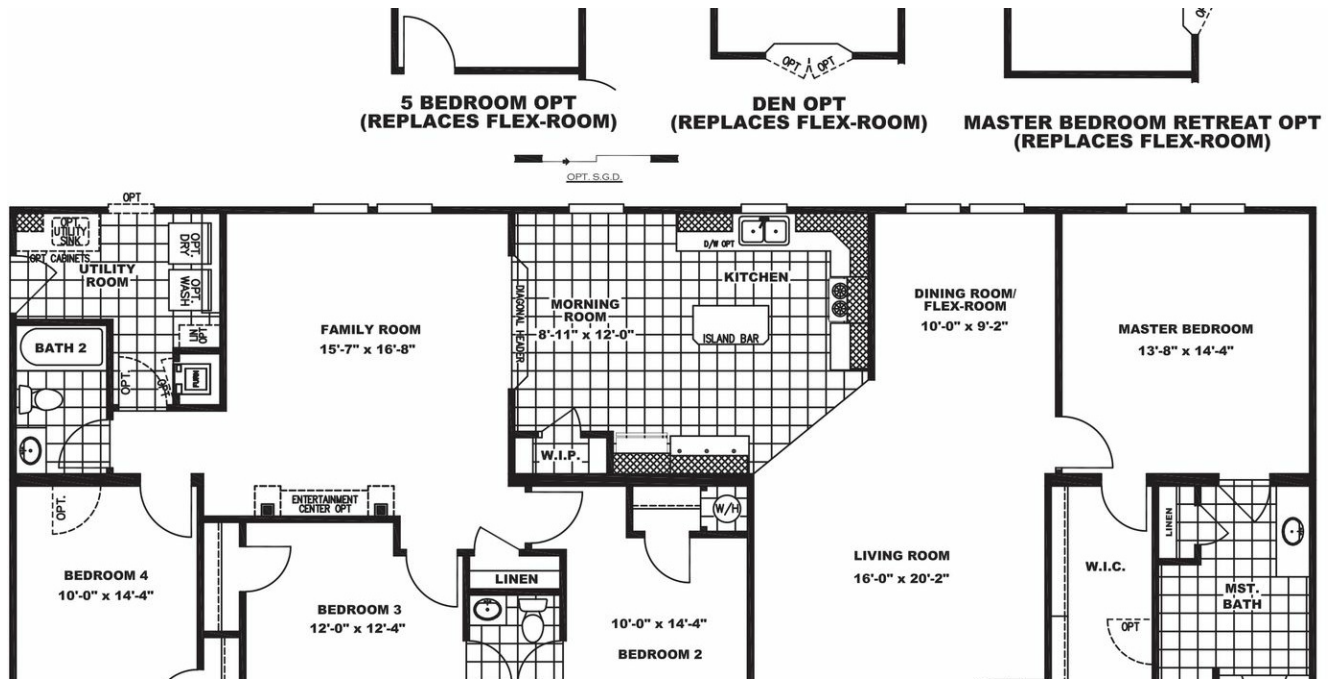 5 BEDROOM OPT
(REPLACES FLEX-ROOM)
OPT OPT
DEN OPT
(REPLACES FLEX-ROOM)
MASTER BEDROOM RETREAT OPT
(REPLACES FLEX-ROOM)
OPT. S.G.D.
OPT
OPT
UTILITY
SINK
OPT CABINETS
UTILITY
ROOM
OPT.
DRY
OPT.
WASH
LIN
OPT
FURN
OPT.
OPT
BATH 2
FAMILY ROOM
15'-7" x 16'-8"
ENTERTAINMENT
CENTER OPT
DIAGONAL HEADER
MORNING
ROOM
8'-11" x 12'-0"
D/W OPT
KITCHEN
ISLAND BAR
W.I.P.
DINING ROOM/
FLEX-ROOM
10'-0" x 9'-2"
MASTER BEDROOM
13'-8" x 14'-4"
OPT.
BEDROOM 4
10'-0" x 14'-4"
BEDROOM 3
12'-0" x 12'-4"
LINEN
W/H
10'-0" x 14'-4"
BEDROOM 2
LIVING ROOM
16'-0" x 20'-2"
W.I.C.
OPT
LINEN
MST.
BATH